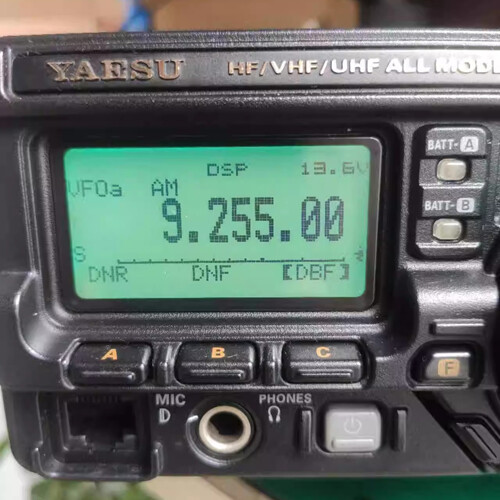 YAESU HF/VHF/UHF ALL MODE
DSP 13.6V
VFOa AM
9.255.00
S
DNR DNF [DBF]
BATT-A
BATT-B
A B C F
MIC PHONES